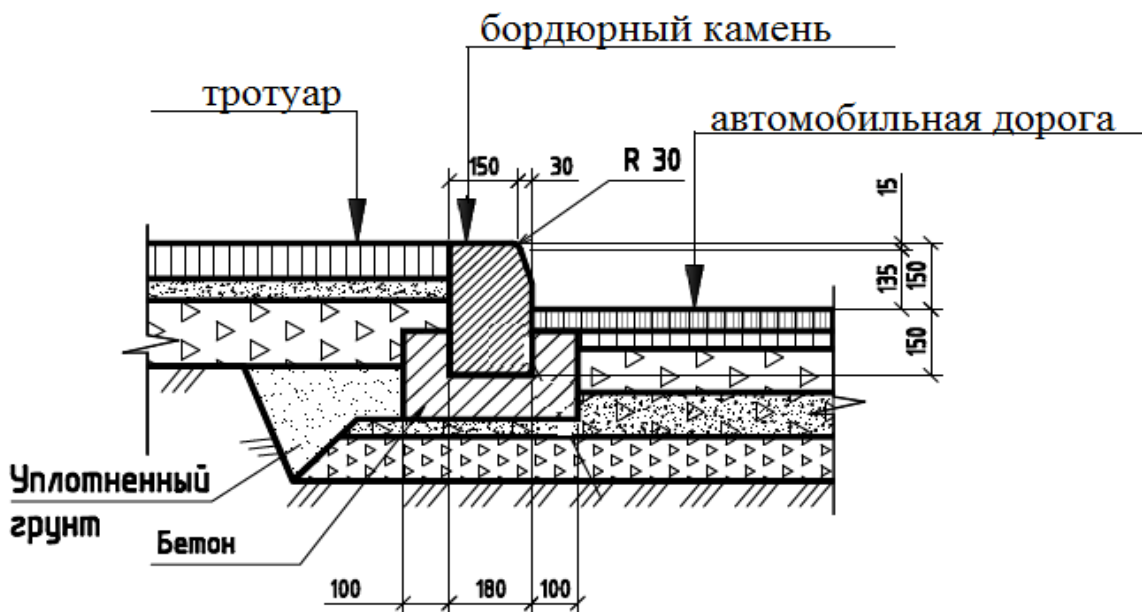 бордюрный камень
тротуар
автомобильная дорога
150
30
R 30
15
135
150
150
Уплотненный
грунт
Бетон
100
180
100